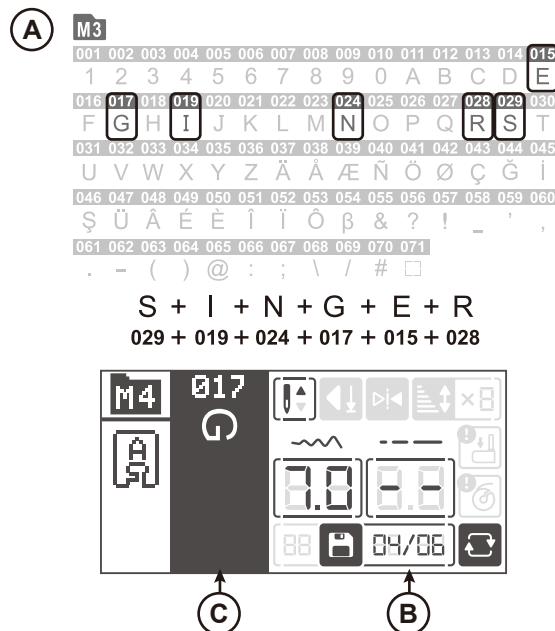 A
M3
001 002 003 004 005 006 007 008 009 010 011 012 013 014 015
1 2 3 4 5 6 7 8 9 0 A B C D E
016 017 018 019 020 021 022 023 024 025 026 027 028 029 030
F G H I J K L M N O P Q R S T
031 032 033 034 035 036 037 038 039 040 041 042 043 044 045
U V W X Y Z Ä Å Æ Ñ Ö Ø Ç Ğ İ
046 047 048 049 050 051 052 053 054 055 056 057 058 059 060
Ş Ü Â É È Î Ï Ô β & ? ! _ ’ ,
061 062 063 064 065 066 067 068 069 070 071
. - ( ) @ : ; \ / #
S + I + N + G + E + R
029 + 019 + 024 + 017 + 015 + 028
M4 017
G
×8
A
7.0 - -
88 04/06
C B